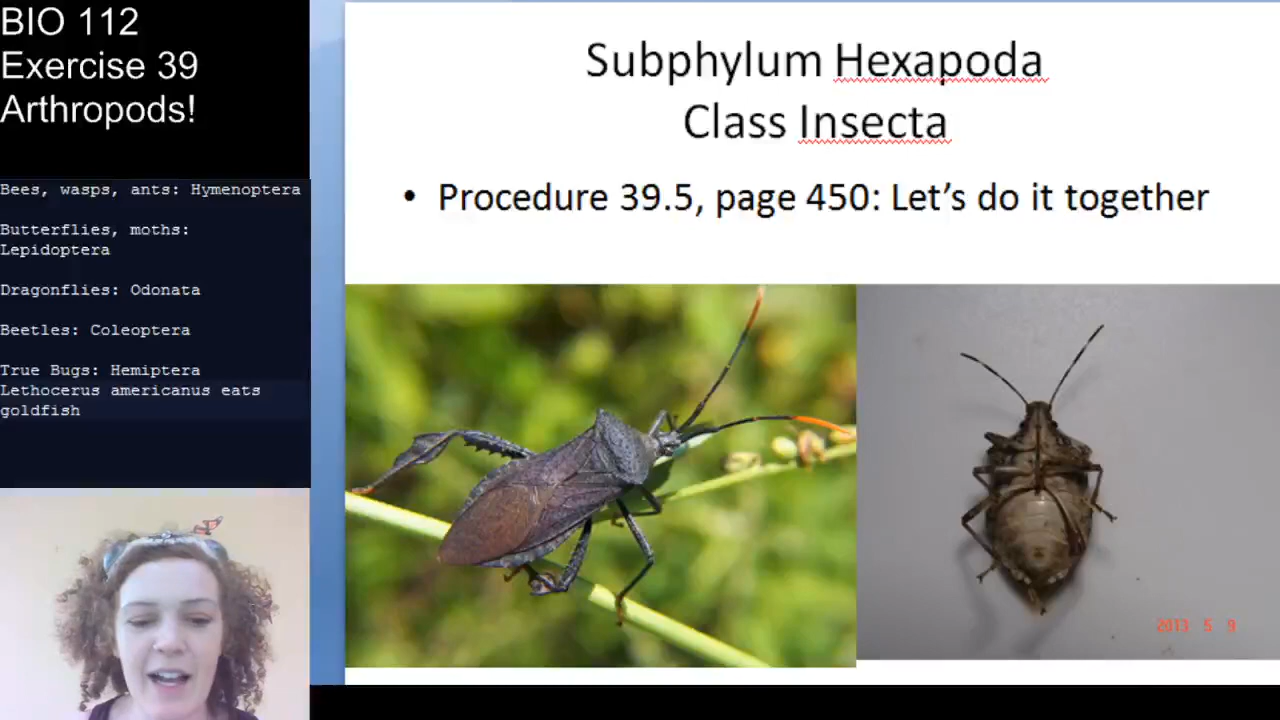 BIO 112
Exercise 39
Arthropods!
Bees, wasps, ants: Hymenoptera
Butterflies, moths:
Lepidoptera
Dragonflies: Odonata
Beetles: Coleoptera
True Bugs: Hemiptera
Lethocerus americanus eats
goldfish
Subphylum Hexapoda
Class Insecta
• Procedure 39.5, page 450: Let's do it together
2013 5 9